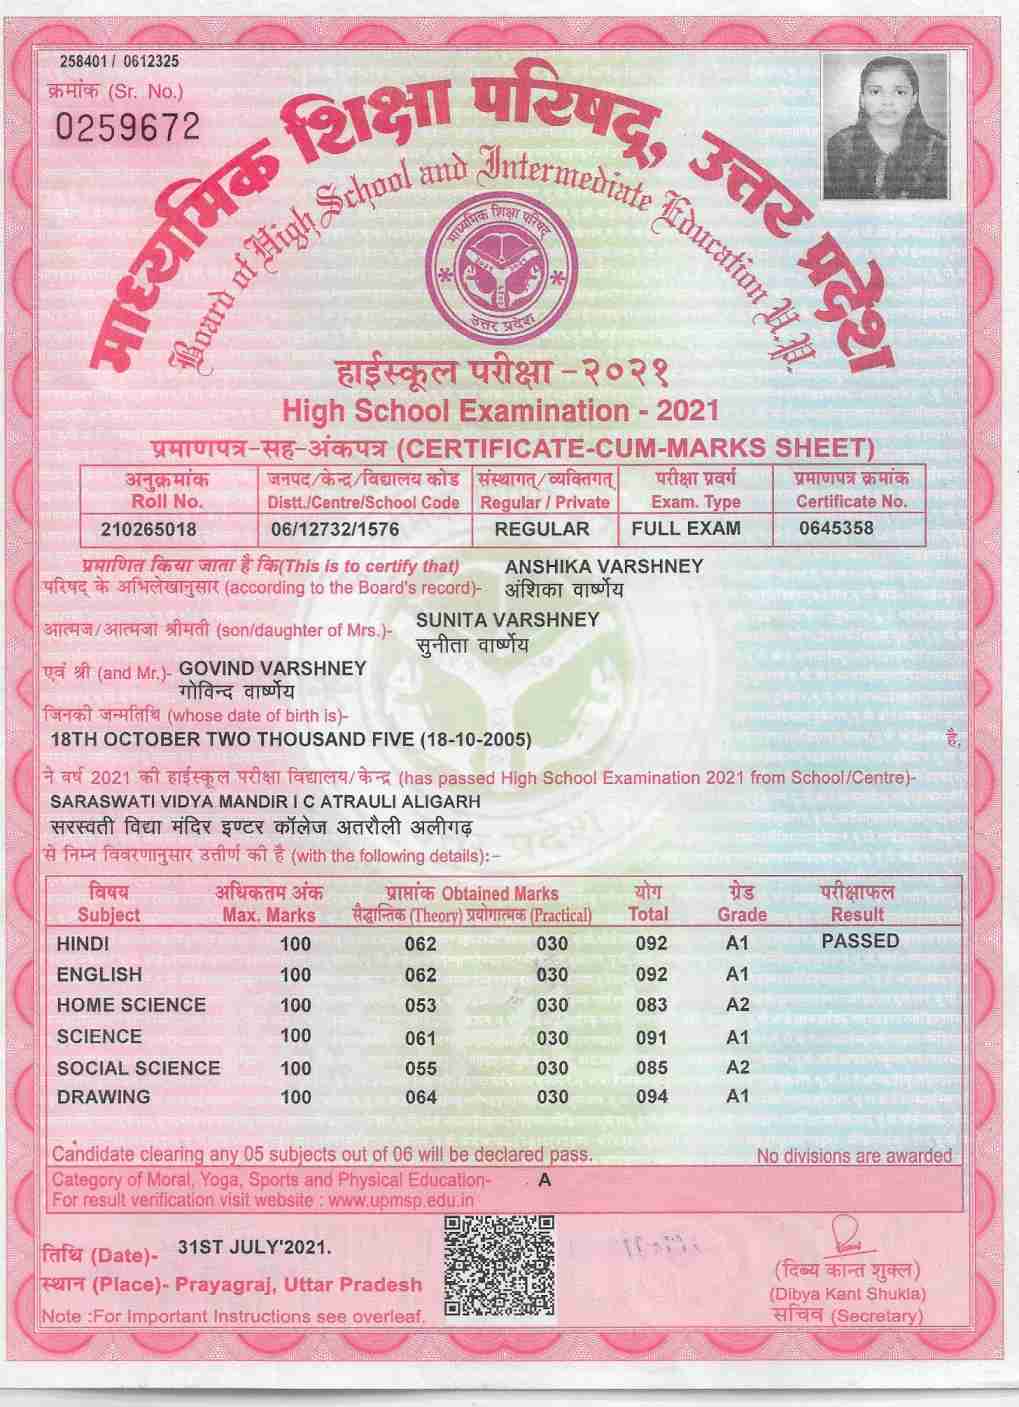 258401 / 0612325
क्रमांक (Sr. No.)
0259672
माध्यमिक शिक्षा परिषद्, उत्तर प्रदेश
Board of High School and Intermediate Education U.P.
माध्यमिक शिक्षा परिषद्
उत्तर प्रदेश
हाईस्कूल परीक्षा - २०२१
High School Examination - 2021
प्रमाणपत्र-सह-अंकपत्र (CERTIFICATE-CUM-MARKS SHEET)
अनुक्रमांक जनपद/केन्द्र/विद्यालय कोड संस्थागत्/व्यक्तिगत् परीक्षा प्रवर्ग प्रमाणपत्र क्रमांक
Roll No. Distt./Centre/School Code Regular / Private Exam. Type Certificate No.
210265018 06/12732/1576 REGULAR FULL EXAM 0645358
प्रमाणित किया जाता है कि(This is to certify that) ANSHIKA VARSHNEY
परिषद् के अभिलेखानुसार (according to the Board's record)- अंशिका वार्ष्णेय
SUNITA VARSHNEY
आत्मज/आत्मजा श्रीमती (son/daughter of Mrs.)-
सुनीता वार्ष्णेय
एवं श्री (and Mr.)- GOVIND VARSHNEY
गोविन्द वार्ष्णेय
जिनकी जन्मतिथि (whose date of birth is)-
18TH OCTOBER TWO THOUSAND FIVE (18-10-2005) है,
ने वर्ष 2021 की हाईस्कूल परीक्षा विद्यालय/केन्द्र (has passed High School Examination 2021 from School/Centre)-
SARASWATI VIDYA MANDIR I C ATRAULI ALIGARH
सरस्वती विद्या मंदिर इण्टर कॉलेज अतरौली अलीगढ़
से निम्न विवरणानुसार उत्तीर्ण की है (with the following details):-
विषय अधिकतम अंक प्राप्तांक Obtained Marks योग ग्रेड परीक्षाफल
Subject Max. Marks सैद्धान्तिक (Theory) प्रयोगात्मक (Practical) Total Grade Result
HINDI 100 062 030 092 A1 PASSED
ENGLISH 100 062 030 092 A1
HOME SCIENCE 100 053 030 083 A2
SCIENCE 100 061 030 091 A1
SOCIAL SCIENCE 100 055 030 085 A2
DRAWING 100 064 030 094 A1
Candidate clearing any 05 subjects out of 06 will be declared pass. No divisions are awarded
Category of Moral, Yoga, Sports and Physical Education- A
For result verification visit website : www.upmsp.edu.in
तिथि (Date)- 31ST JULY'2021.
स्थान (Place)- Prayagraj, Uttar Pradesh
Note :For Important Instructions see overleaf.
(दिव्य कान्त शुक्ल)
(Dibya Kant Shukla)
सचिव (Secretary)